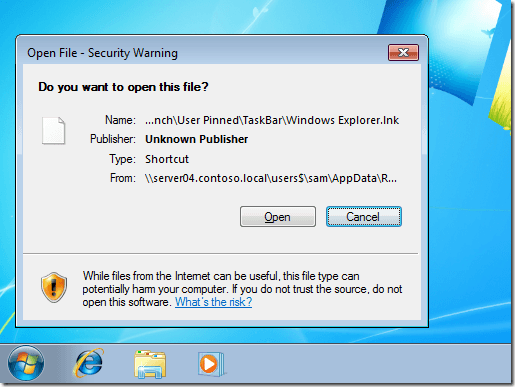 Open File - Security Warning
Do you want to open this file?
Name: ...nch\User Pinned\TaskBar\Windows Explorer.lnk
Publisher: Unknown Publisher
Type: Shortcut
From: \\server04.contoso.local\users$\sam\AppData\R...
Open Cancel
While files from the Internet can be useful, this file type can
potentially harm your computer. If you do not trust the source, do not
open this software. What's the risk?